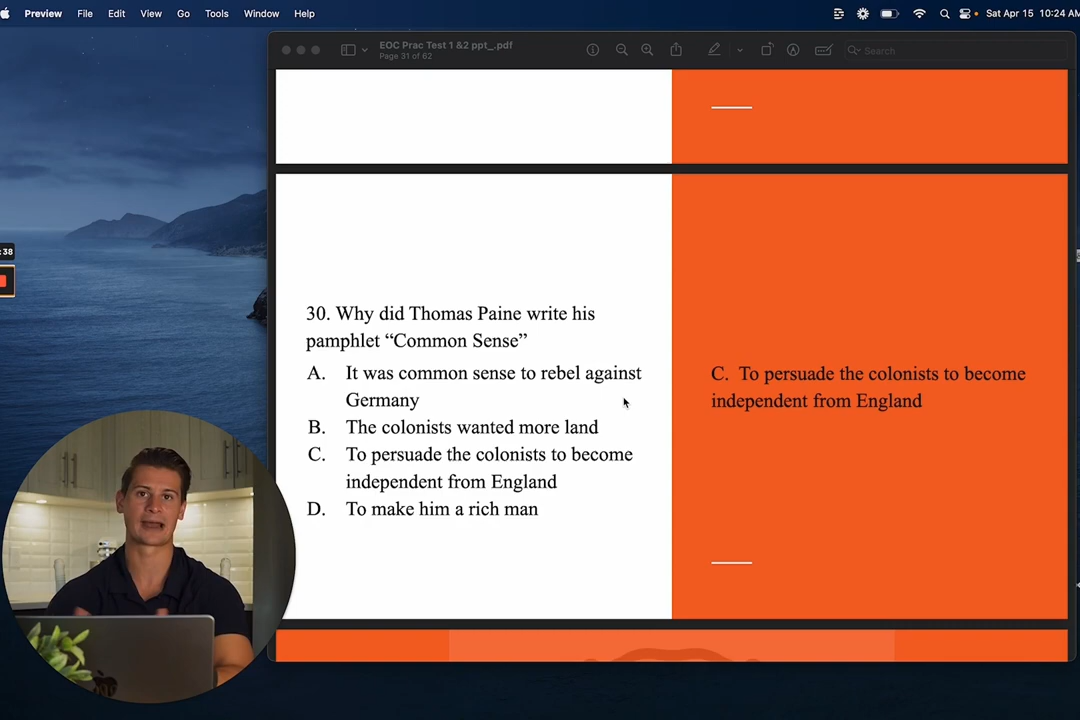 Preview File Edit View Go Tools Window Help Sat Apr 15 10:24 AM
EOC Prac Test 1 &2 ppt_.pdf
Page 31 of 62
Search
:38
30. Why did Thomas Paine write his
pamphlet “Common Sense”
A. It was common sense to rebel against
Germany
B. The colonists wanted more land
C. To persuade the colonists to become
independent from England
D. To make him a rich man
C. To persuade the colonists to become
independent from England